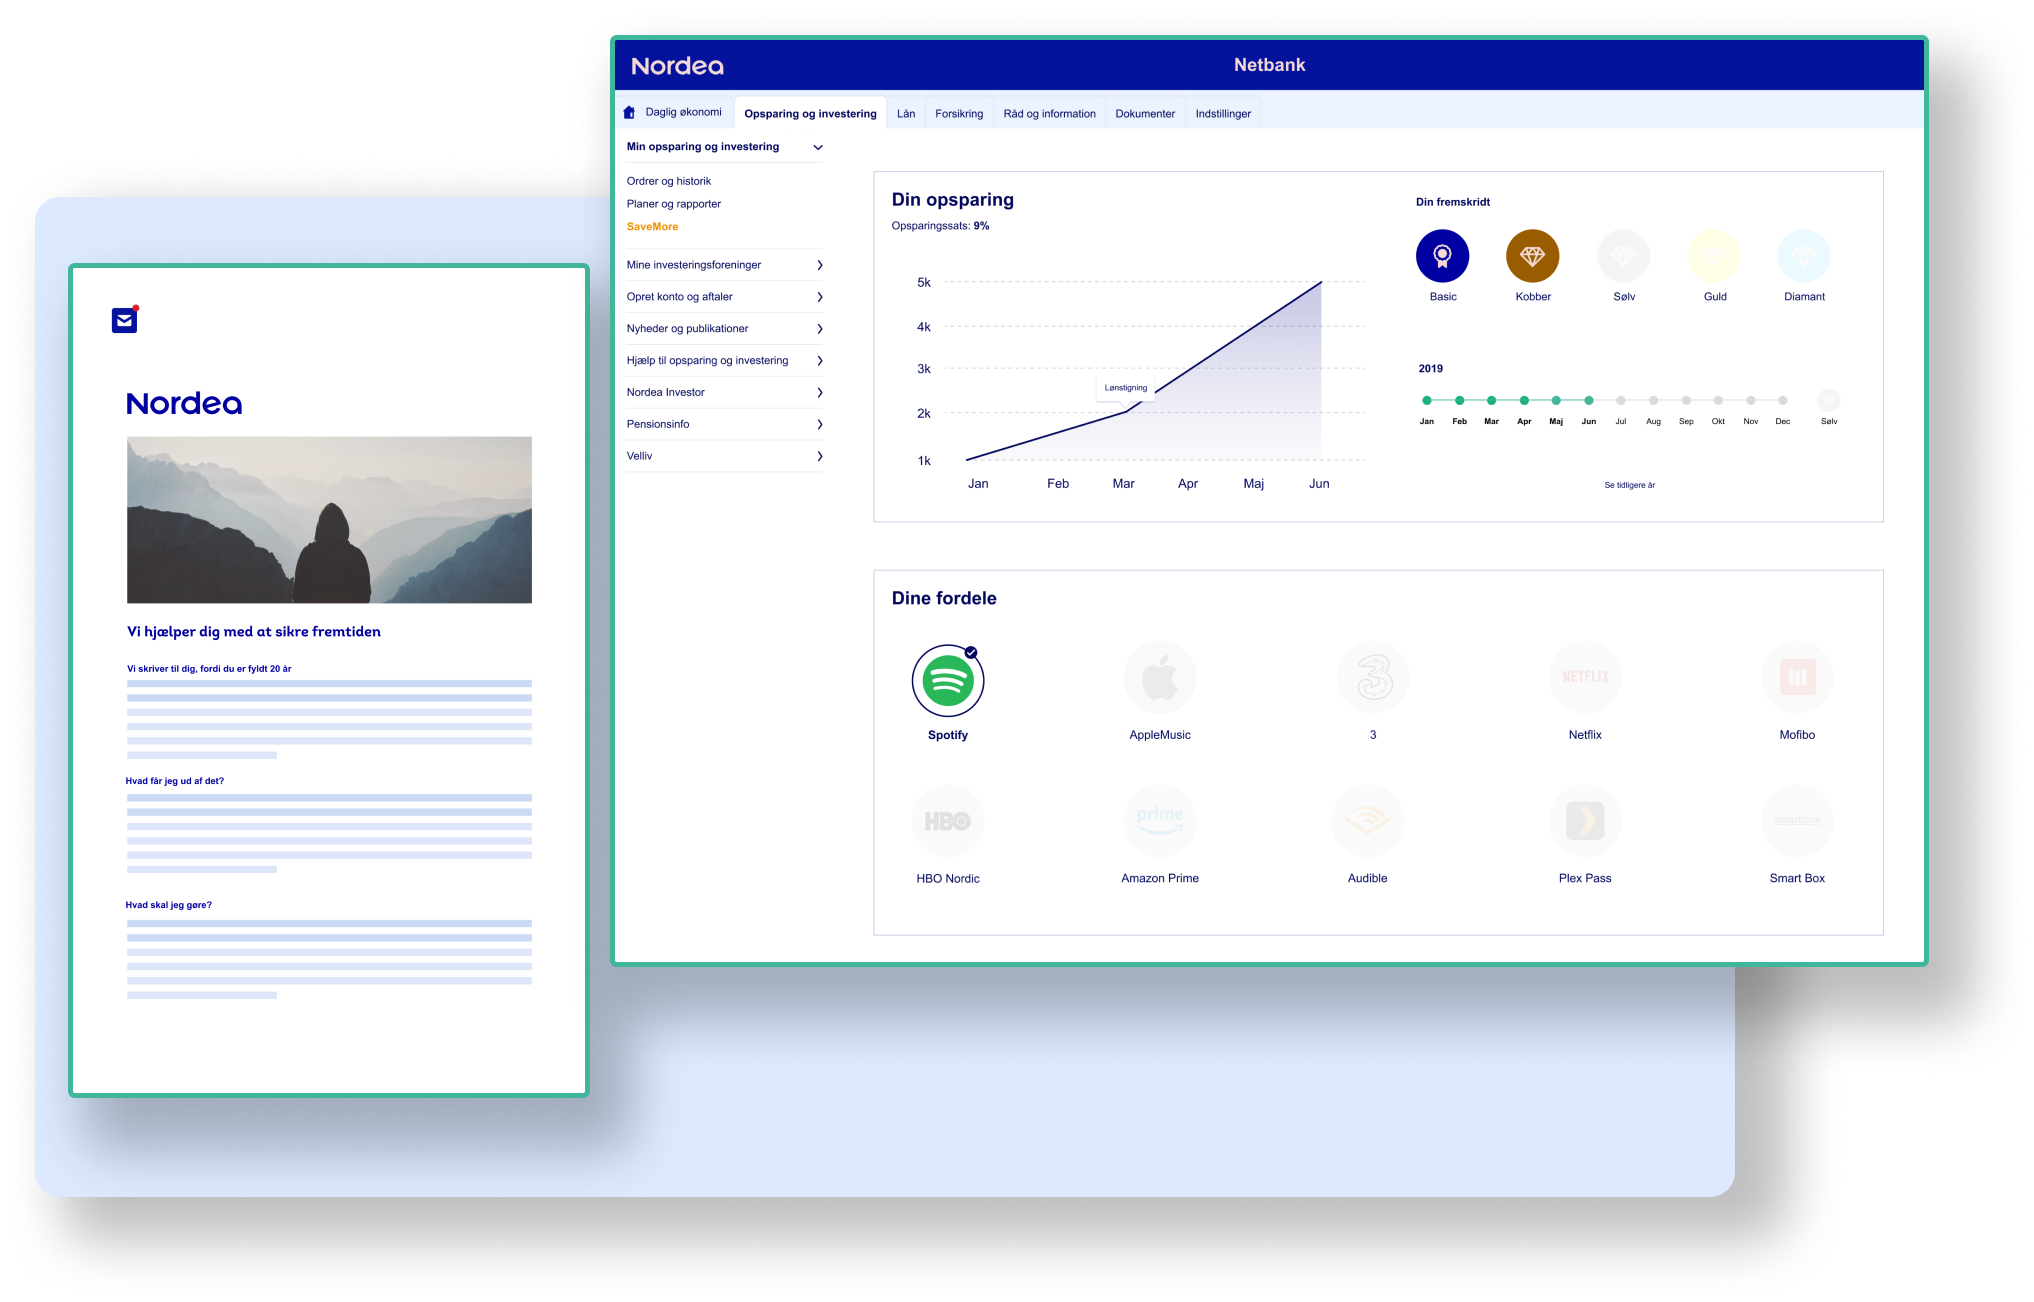 Nordea
Vi hjælper dig med at sikre fremtiden
Vi skriver til dig, fordi du er fyldt 20 år
Hvad får jeg ud af det?
Hvad skal jeg gøre?
Nordea
Netbank
Daglig økonomi
Opsparing og investering
Lån
Forsikring
Råd og information
Dokumenter
Indstillinger
Min opsparing og investering
Ordrer og historik
Planer og rapporter
SaveMore
Mine investeringsforeninger
Opret konto og aftaler
Nyheder og publikationer
Hjælp til opsparing og investering
Nordea Investor
Pensionsinfo
Velliv
Din opsparing
Opsparingssats: 9%
5k
4k
3k
2k
1k
Lønstigning
Jan Feb Mar Apr Maj Jun
Din fremskridt
Basic Kobber Sølv Guld Diamant
2019
Jan Feb Mar Apr Maj Jun Jul Aug Sep Okt Nov Dec Sølv
Se tidligere år
Dine fordele
3 NETFLIX
Spotify AppleMusic 3 Netflix Mofibo
HBO prime smartbox
HBO Nordic Amazon Prime Audible Plex Pass Smart Box